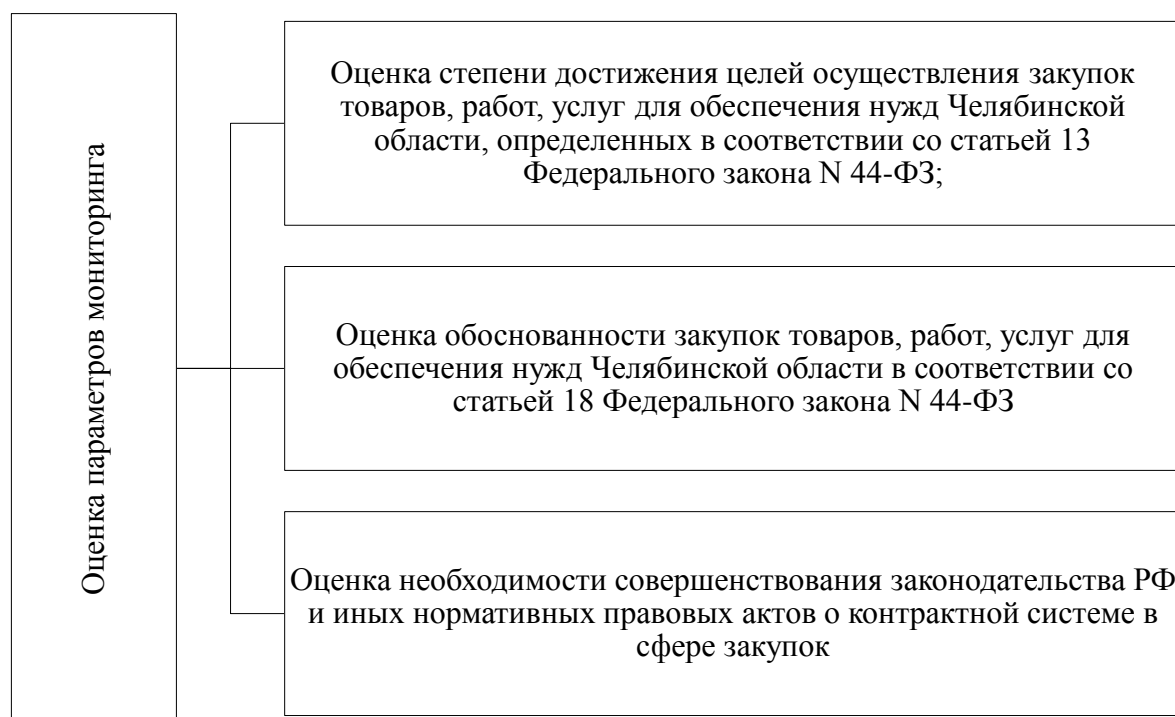 Оценка параметров мониторинга
Оценка степени достижения целей осуществления закупок
товаров, работ, услуг для обеспечения нужд Челябинской
области, определенных в соответствии со статьей 13
Федерального закона N 44-ФЗ;
Оценка обоснованности закупок товаров, работ, услуг для
обеспечения нужд Челябинской области в соответствии со
статьей 18 Федерального закона N 44-ФЗ
Оценка необходимости совершенствования законодательства РФ
и иных нормативных правовых актов о контрактной системе в
сфере закупок